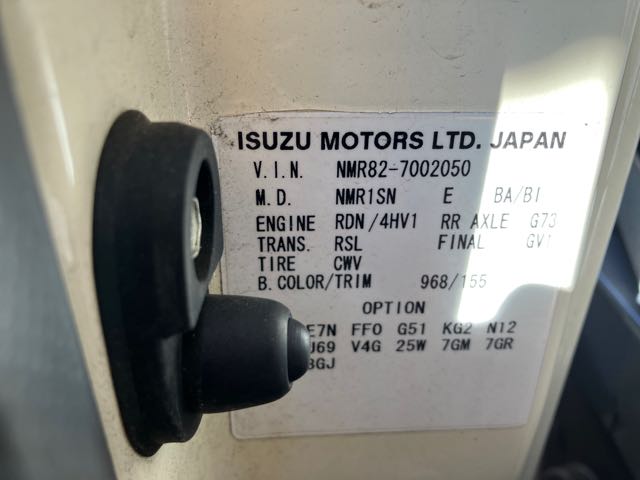 ISUZU MOTORS LTD. JAPAN
V.I.N. NMR82-7002050
M.D. NMR1SN E BA/BI
ENGINE RDN/4HV1 RR AXLE G73
TRANS. RSL FINAL GV1
TIRE CWV
B.COLOR/TRIM 968/155
OPTION
E7N FF0 G51 KG2 N12
J69 V4G 25W 7GM 7GR
BGJ